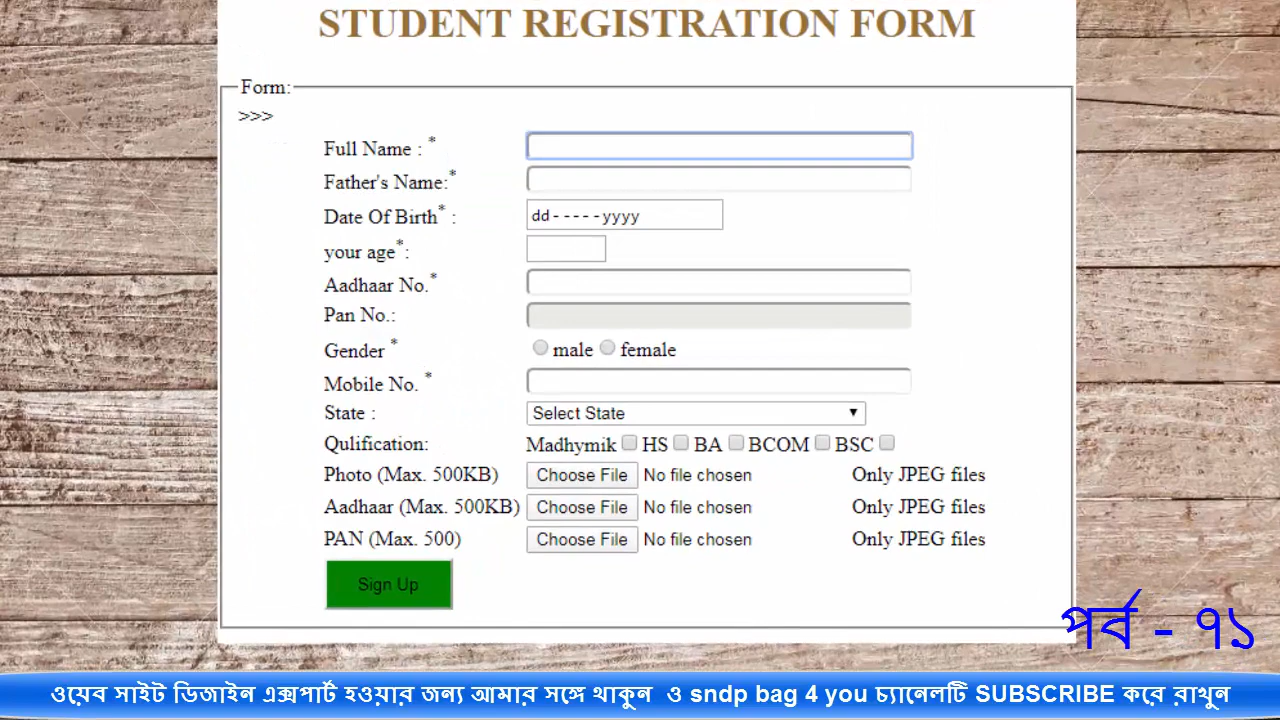 STUDENT REGISTRATION FORM
Form:
>>>
Full Name : *
Father's Name:*
Date Of Birth* : dd-----yyyy
your age*:
Aadhaar No.*
Pan No.:
Gender * male female
Mobile No. *
State : Select State
Qulification: Madhymik HS BA BCOM BSC
Photo (Max. 500KB) Choose File No file chosen Only JPEG files
Aadhaar (Max. 500KB) Choose File No file chosen Only JPEG files
PAN (Max. 500) Choose File No file chosen Only JPEG files
Sign Up
পর্ব - ৭১
ওয়েব সাইট ডিজাইন এক্সপার্ট হওয়ার জন্য আমার সঙ্গে থাকুন ও sndp bag 4 you চ্যানেলটি SUBSCRIBE করে রাখুন